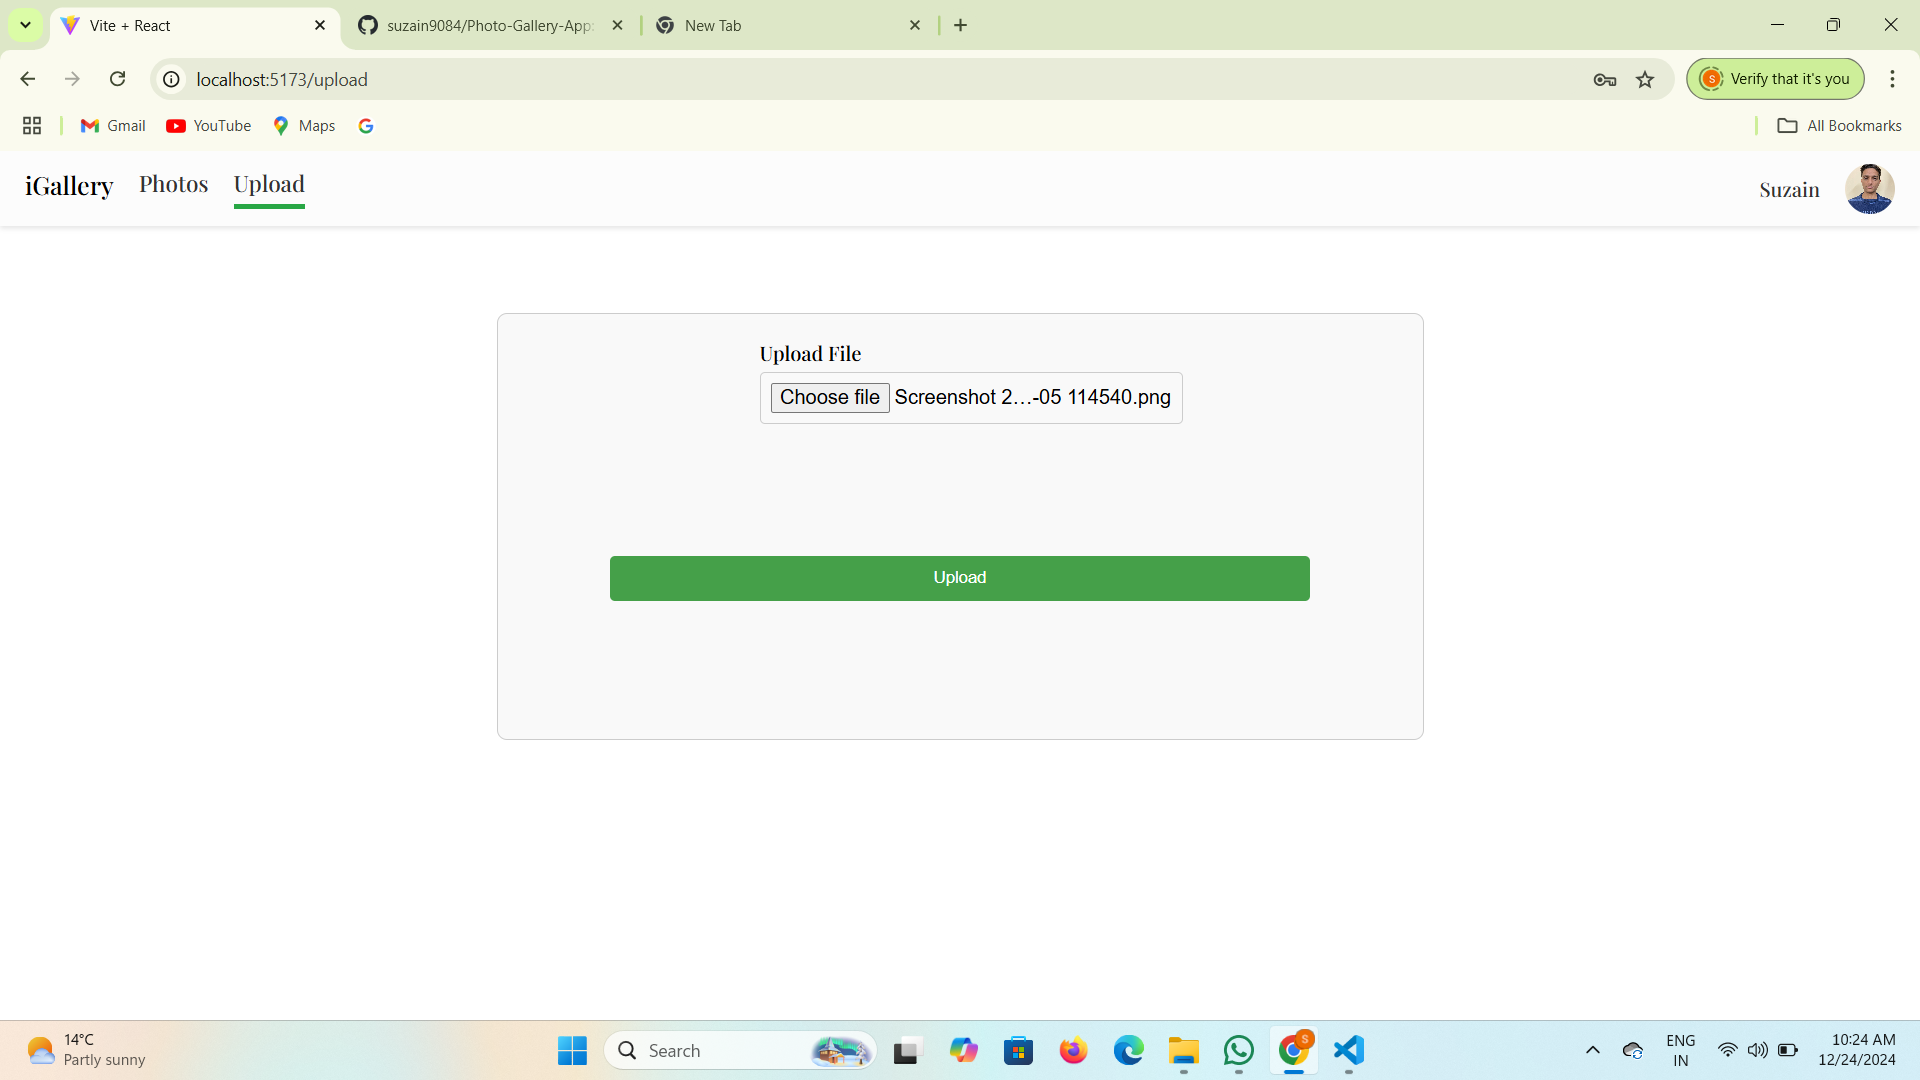 Vite + React
suzain9084/Photo-Gallery-App:
New Tab
localhost:5173/upload
S
Verify that it's you
Gmail
YouTube
Maps
All Bookmarks
iGallery
Photos
Upload
Suzain
Upload File
Choose file
Screenshot 2...-05 114540.png
Upload
14°C
Partly sunny
Search
S
ENG
IN
10:24 AM
12/24/2024